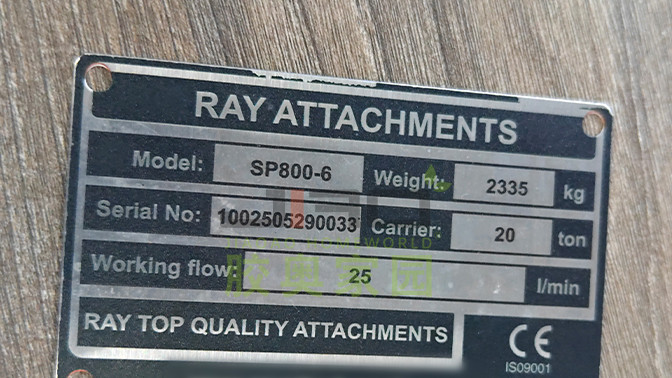 RAY ATTACHMENTS
Model: SP800-6 Weight: 2335 kg
Serial No: 1002505290033 Carrier: 20 ton
Working flow: 25 l/min
RAY TOP QUALITY ATTACHMENTS
CE
IS09001